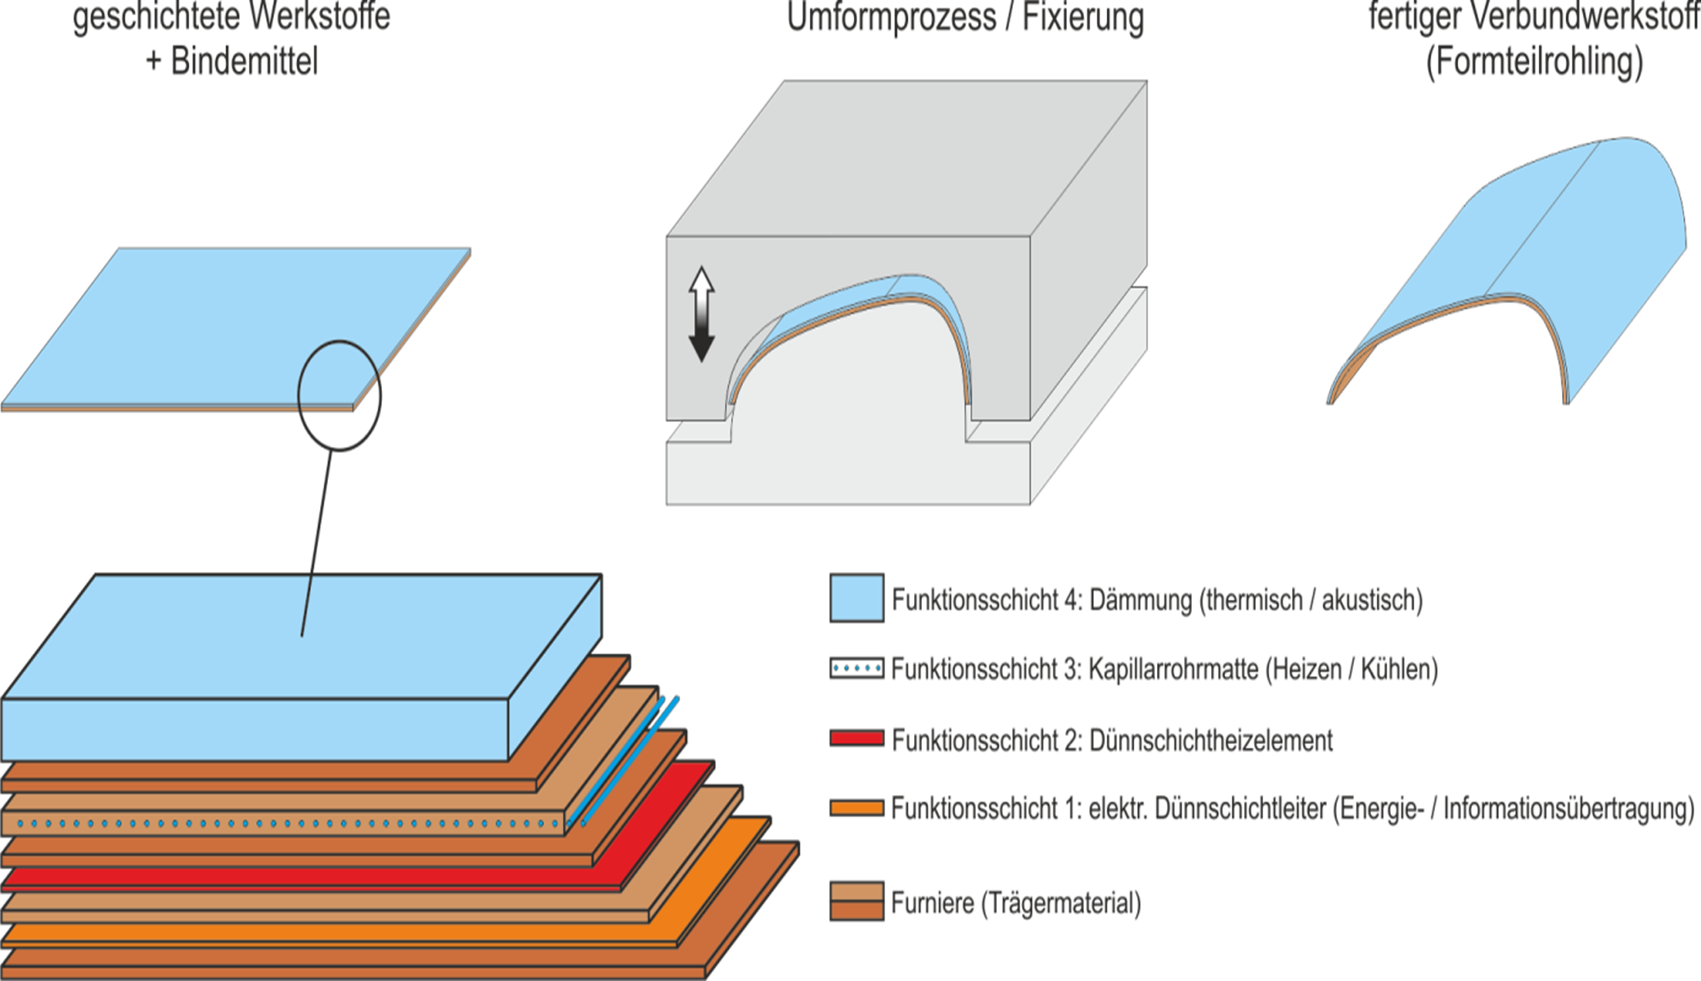 geschichtete Werkstoffe
+ Bindemittel
Umformprozess / Fixierung
fertiger Verbundwerkstoff
(Formteilrohling)
Funktionsschicht 4: Dämmung (thermisch / akustisch)
Funktionsschicht 3: Kapillarrohrmatte (Heizen / Kühlen)
Funktionsschicht 2: Dünnschichtheizelement
Funktionsschicht 1: elektr. Dünnschichtleiter (Energie- / Informationsübertragung)
Furniere (Trägermaterial)